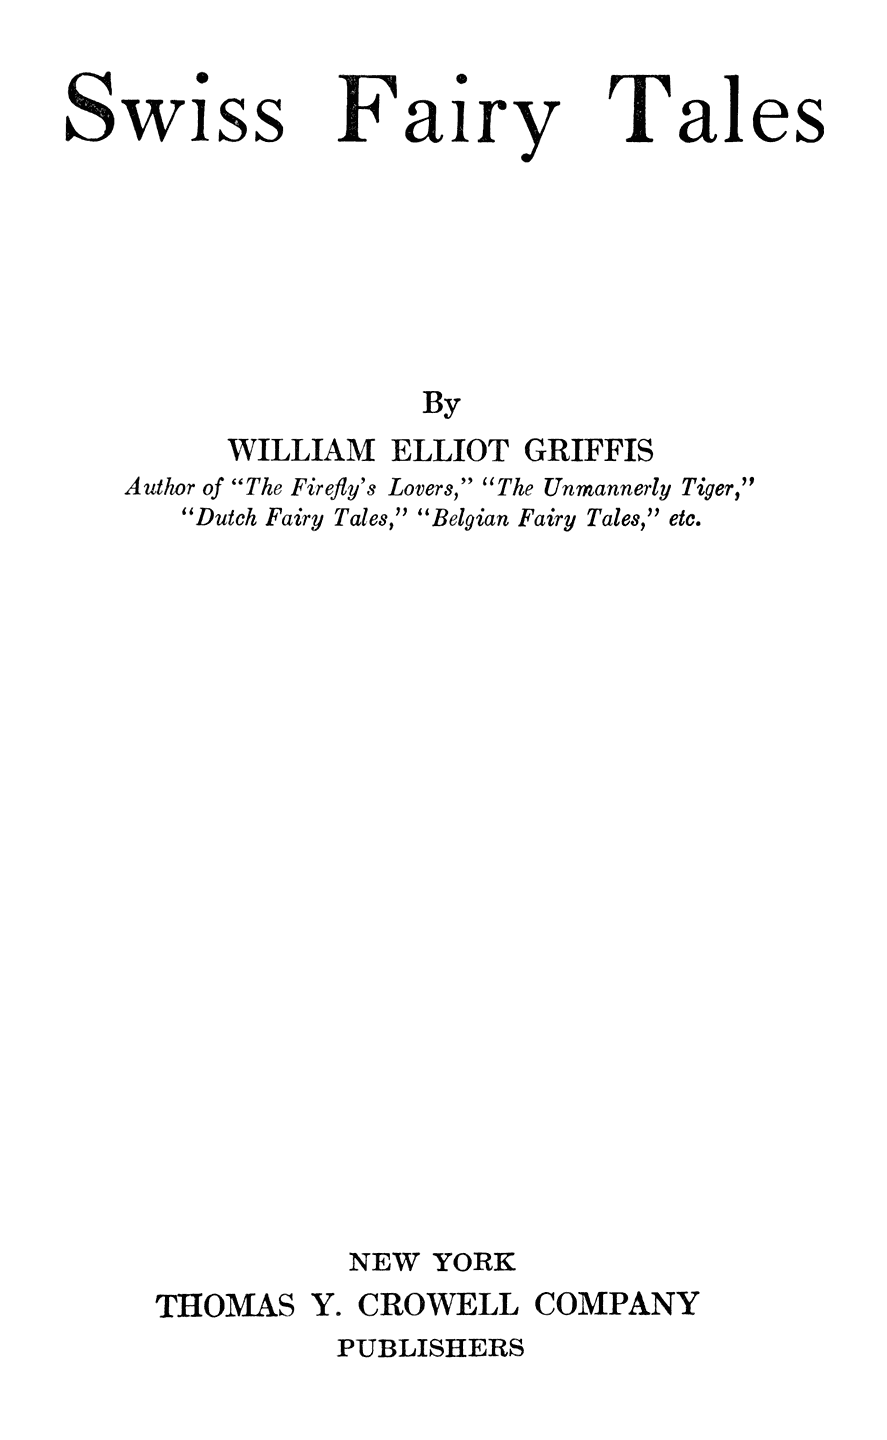 Swiss Fairy Tales
By
WILLIAM ELLIOT GRIFFIS
Author of “The Firefly’s Lovers,” “The Unmannerly Tiger,”
“Dutch Fairy Tales,” “Belgian Fairy Tales,” etc.
NEW YORK
THOMAS Y. CROWELL COMPANY
PUBLISHERS